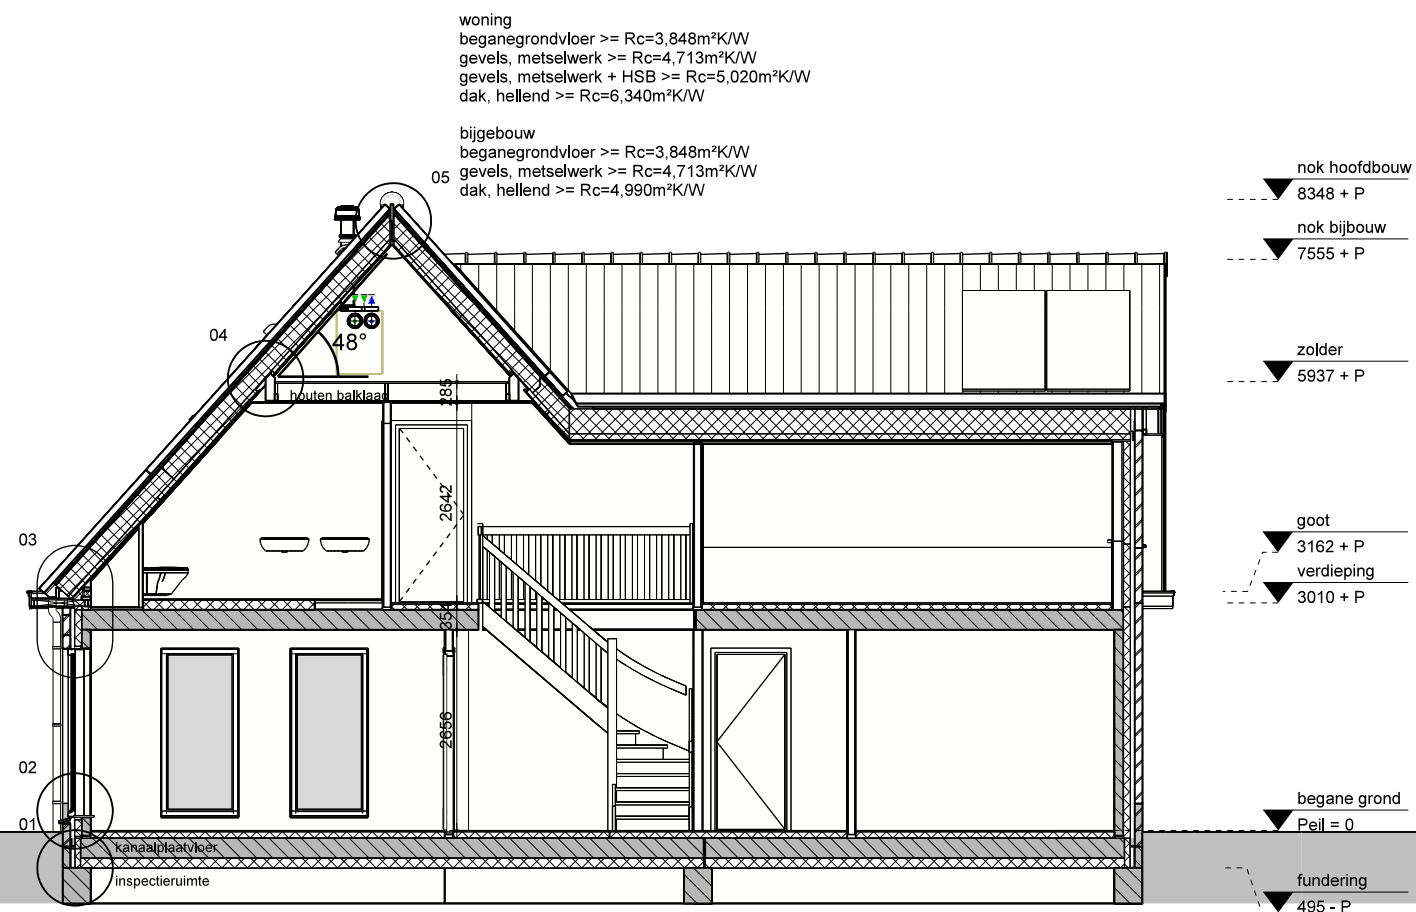 woning
beganegrondvloer >= Rc=3,848m²K/W
gevels, metselwerk >= Rc=4,713m²K/W
gevels, metselwerk + HSB >= Rc=5,020m²K/W
dak, hellend >= Rc=6,340m²K/W
bijgebouw
beganegrondvloer >= Rc=3,848m²K/W
gevels, metselwerk >= Rc=4,713m²K/W
dak, hellend >= Rc=4,990m²K/W
05
nok hoofdbouw
8348 + P
nok bijbouw
7555 + P
04
48°
zolder
5937 + P
houten balklaag
285
2642
03
goot
3162 + P
verdieping
3010 + P
354
2656
02
begane grond
Peil = 0
01
kanaalplaatvloer
inspectieruimte
fundering
495 - P